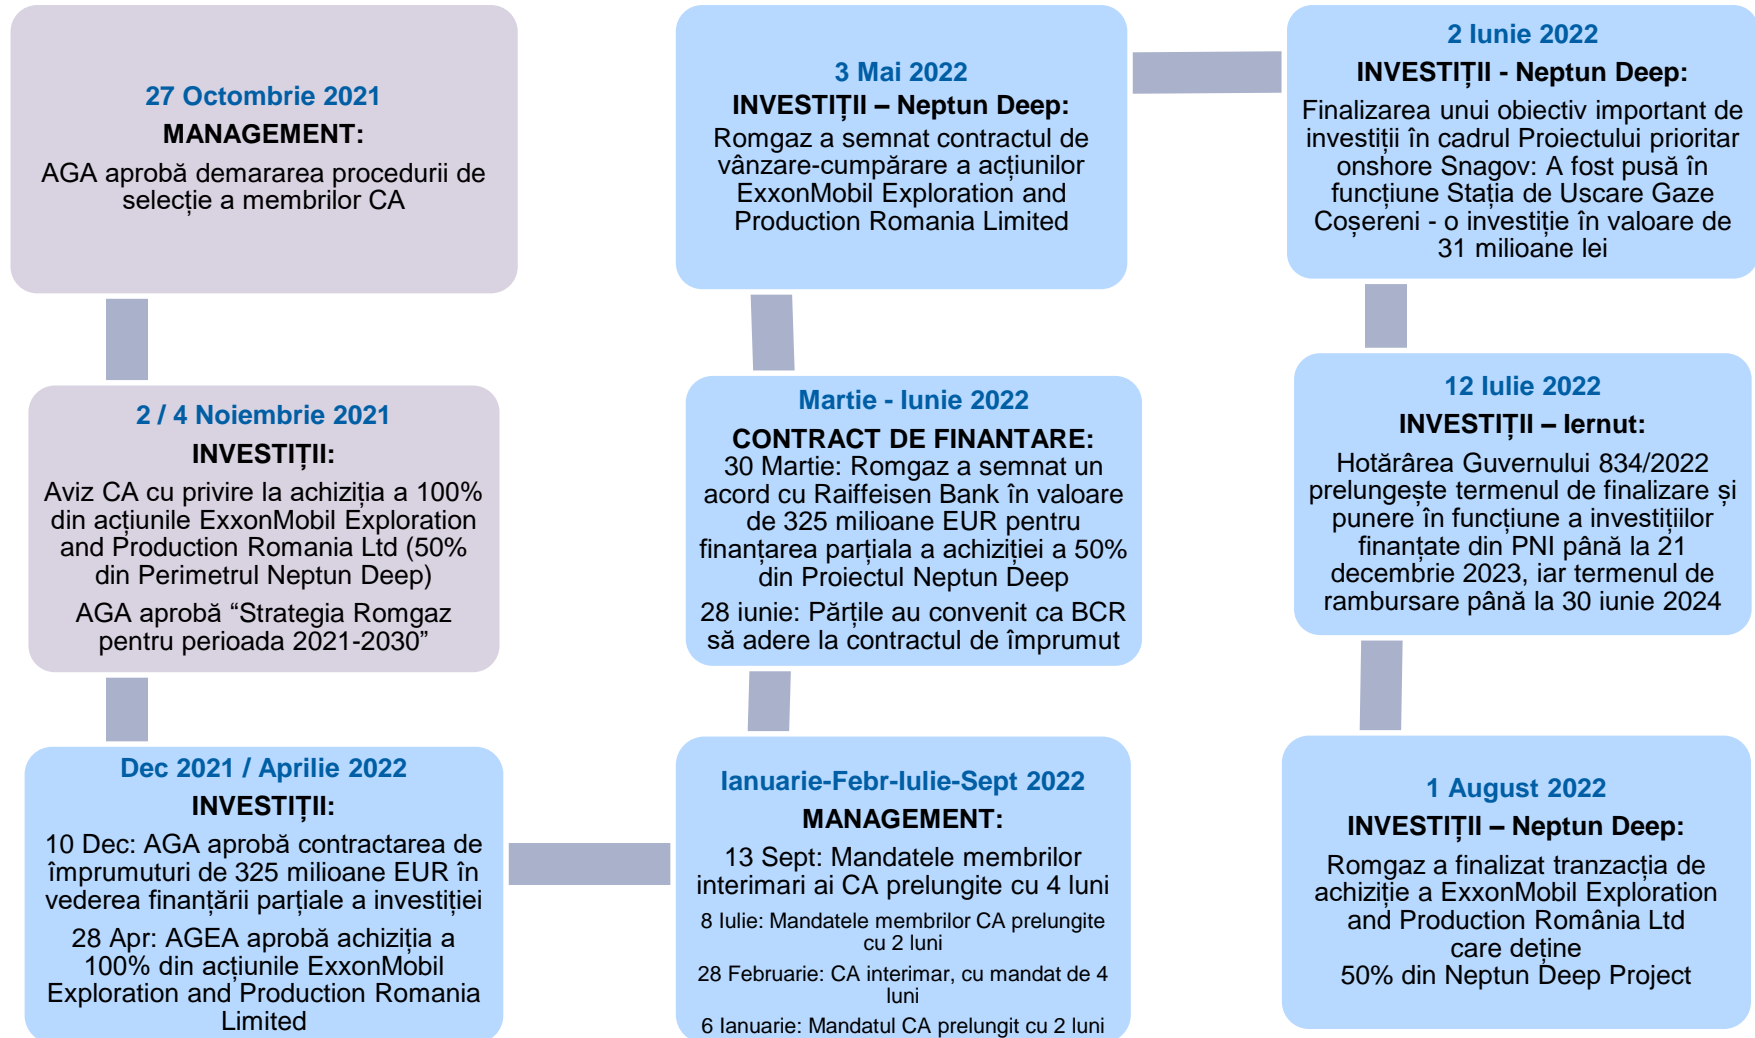 27 Octombrie 2021
MANAGEMENT:
AGA aprobă demararea procedurii de
selecție a membrilor CA
2 / 4 Noiembrie 2021
INVESTIȚII:
Aviz CA cu privire la achiziția a 100%
din acțiunile ExxonMobil Exploration
and Production Romania Ltd (50%
din Perimetrul Neptun Deep)
AGA aprobă “Strategia Romgaz
pentru perioada 2021-2030”
Dec 2021 / Aprilie 2022
INVESTIȚII:
10 Dec: AGA aprobă contractarea de
împrumuturi de 325 milioane EUR în
vederea finanțării parțiale a investiției
28 Apr: AGEA aprobă achiziția a
100% din acțiunile ExxonMobil
Exploration and Production Romania
Limited
Ianuarie-Febr-Iulie-Sept 2022
MANAGEMENT:
13 Sept: Mandatele membrilor
interimari ai CA prelungite cu 4 luni
8 Iulie: Mandatele membrilor CA prelungite
cu 2 luni
28 Februarie: CA interimar, cu mandat de 4
luni
6 Ianuarie: Mandatul CA prelungit cu 2 luni
Martie - Iunie 2022
CONTRACT DE FINANTARE:
30 Martie: Romgaz a semnat un
acord cu Raiffeisen Bank în valoare
de 325 milioane EUR pentru
finanțarea parțiala a achiziției a 50%
din Proiectul Neptun Deep
28 iunie: Părțile au convenit ca BCR
să adere la contractul de împrumut
3 Mai 2022
INVESTIȚII – Neptun Deep:
Romgaz a semnat contractul de
vânzare-cumpărare a acțiunilor
ExxonMobil Exploration and
Production Romania Limited
2 Iunie 2022
INVESTIȚII - Neptun Deep:
Finalizarea unui obiectiv important de
investiții în cadrul Proiectului prioritar
onshore Snagov: A fost pusă în
funcțiune Stația de Uscare Gaze
Coșereni - o investiție în valoare de
31 milioane lei
12 Iulie 2022
INVESTIȚII – Iernut:
Hotărârea Guvernului 834/2022
prelungește termenul de finalizare și
punere în funcțiune a investițiilor
finanțate din PNI până la 21
decembrie 2023, iar termenul de
rambursare până la 30 iunie 2024
1 August 2022
INVESTIȚII – Neptun Deep:
Romgaz a finalizat tranzacția de
achiziție a ExxonMobil Exploration
and Production România Ltd
care deține
50% din Neptun Deep Project